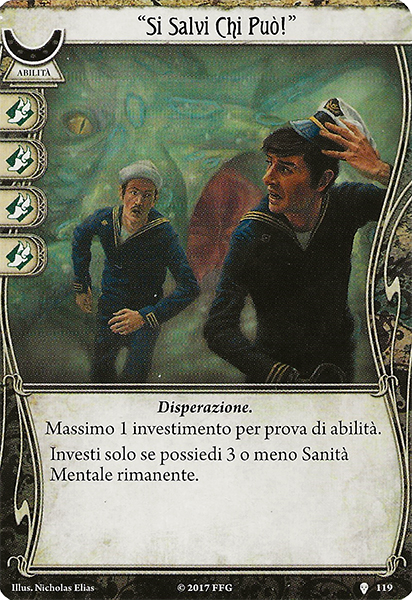 “Si Salvi Chi Può!”
ABILITÀ
Disperazione.
Massimo 1 investimento per prova di abilità.
Investi solo se possiedi 3 o meno Sanità
Mentale rimanente.
Illus. Nicholas Elias
© 2017 FFG
119